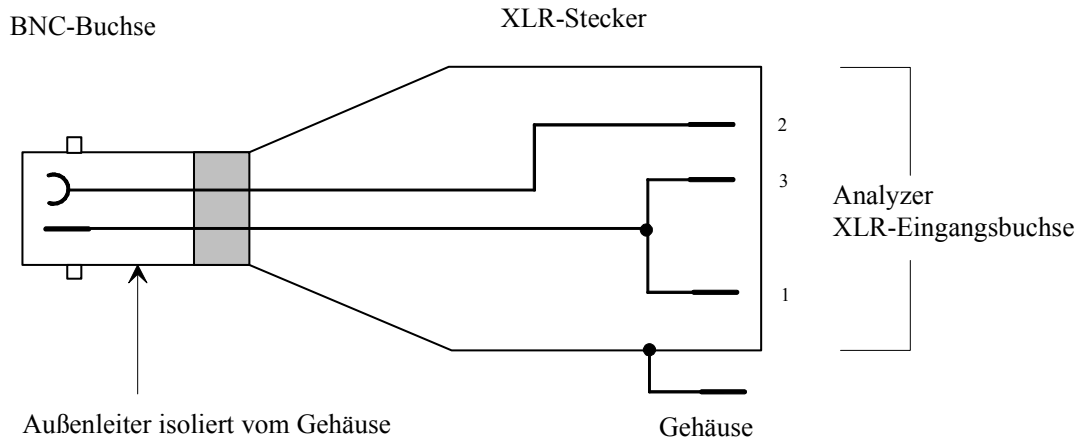 BNC-Buchse
XLR-Stecker
2
3
Analyzer
XLR-Eingangsbuchse
1
Außenleiter isoliert vom Gehäuse
Gehäuse